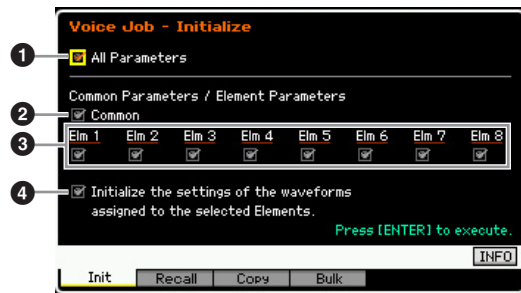 Voice Job - Initialize
1 All Parameters
Common Parameters / Element Parameters
2 Common
3 Elm 1 Elm 2 Elm 3 Elm 4 Elm 5 Elm 6 Elm 7 Elm 8
4 Initialize the settings of the waveforms
assigned to the selected Elements.
Press [ENTER] to execute.
INFO
Init Recall Copy Bulk